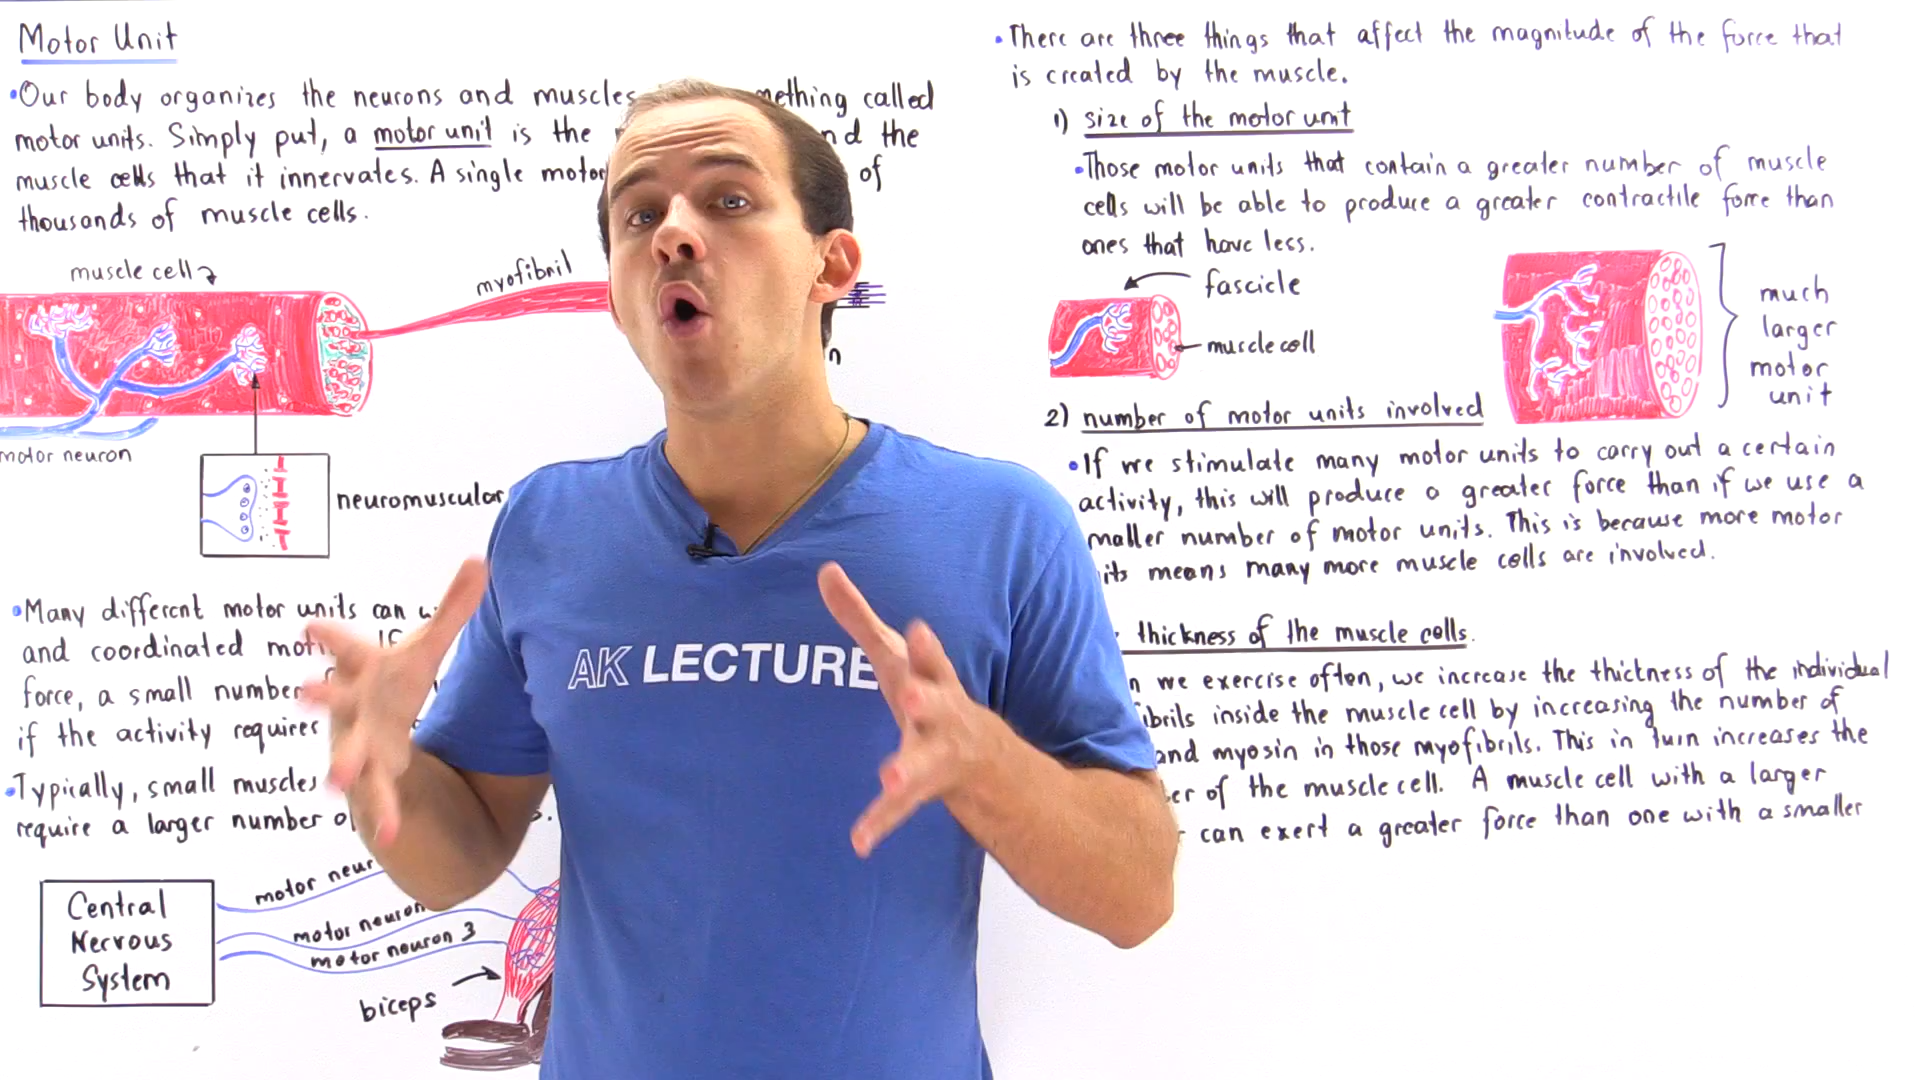 Motor Unit
•Our body organizes the neurons and muscles mething called
motor units. Simply put, a motor unit is the nd the
muscle cells that it innervates. A single motor of
thousands of muscle cells.
muscle cell
myofibril
motor neuron
neuromuscular
•Many different motor units can
and coordinated moti If
force, a small number
if the activity requires
•Typically, small muscles
require a larger number o
Central
Nervous
System
motor neur
motor neuron
motor neuron 3
biceps
AK LECTURE
•There are three things that affect the magnitude of the force that
is created by the muscle.
1) size of the motor unit
•Those motor units that contain a greater number of muscle
cells will be able to produce a greater contractile force than
ones that have less.
fascicle
muscle cell
much
larger
motor
unit
2) number of motor units involved
•If we stimulate many motor units to carry out a certain
activity, this will produce a greater force than if we use a
maller number of motor units. This is because more motor
its means many more muscle cells are involved.
thickness of the muscle cells.
n we exercise often, we increase the thickness of the individual
ibrils inside the muscle cell by increasing the number of
and myosin in those myofibrils. This in turn increases the
er of the muscle cell. A muscle cell with a larger
r can exert a greater force than one with a smaller